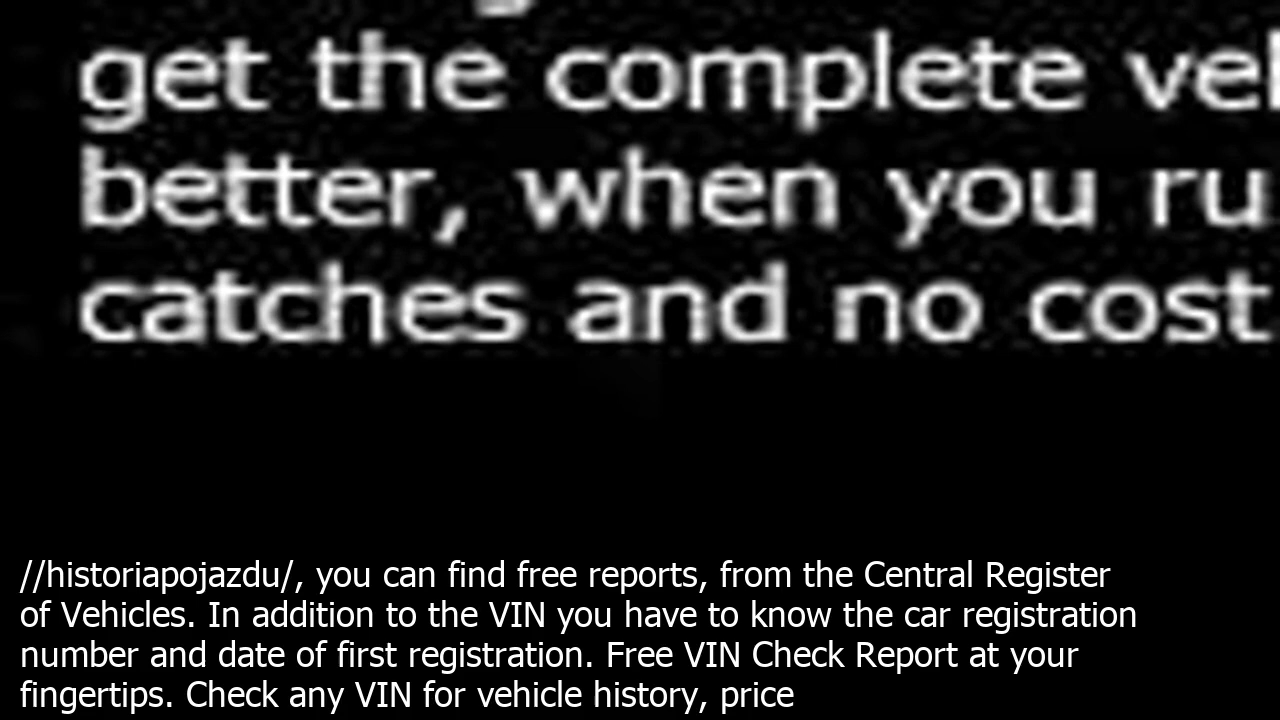 get the complete
better, when you
catches and no cost
//historiapojazdu/, you can find free reports, from the Central Register
of Vehicles. In addition to the VIN you have to know the car registration
number and date of first registration. Free VIN Check Report at your
fingertips. Check any VIN for vehicle history, price